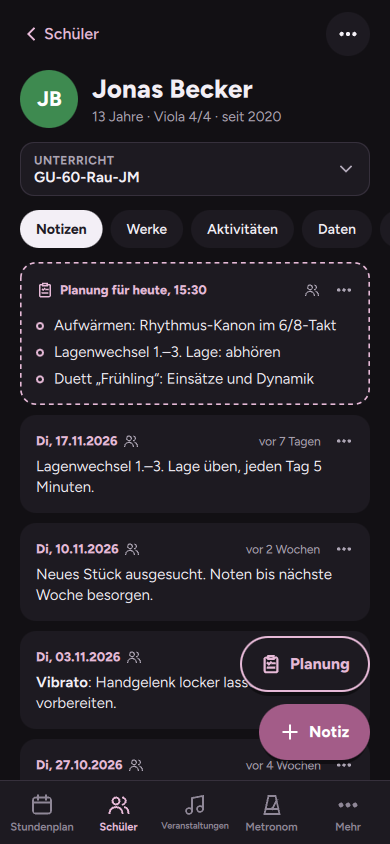 Schüler
JB
Jonas Becker
13 Jahre · Viola 4/4 · seit 2020
UNTERRICHT
GU-60-Rau-JM
Notizen
Werke
Aktivitäten
Daten
Planung für heute, 15:30
Aufwärmen: Rhythmus-Kanon im 6/8-Takt
Lagenwechsel 1.–3. Lage: abhören
Duett „Frühling“: Einsätze und Dynamik
Di, 17.11.2026
vor 7 Tagen
Lagenwechsel 1.–3. Lage üben, jeden Tag 5
Minuten.
Di, 10.11.2026
vor 2 Wochen
Neues Stück ausgesucht. Noten bis nächste
Woche besorgen.
Di, 03.11.2026
Vibrato: Handgelenk locker lass
vorbereiten.
Planung
Notiz
Di, 27.10.2026
vor 4 Wochen
Stundenplan
Schüler
Veranstaltungen
Metronom
Mehr